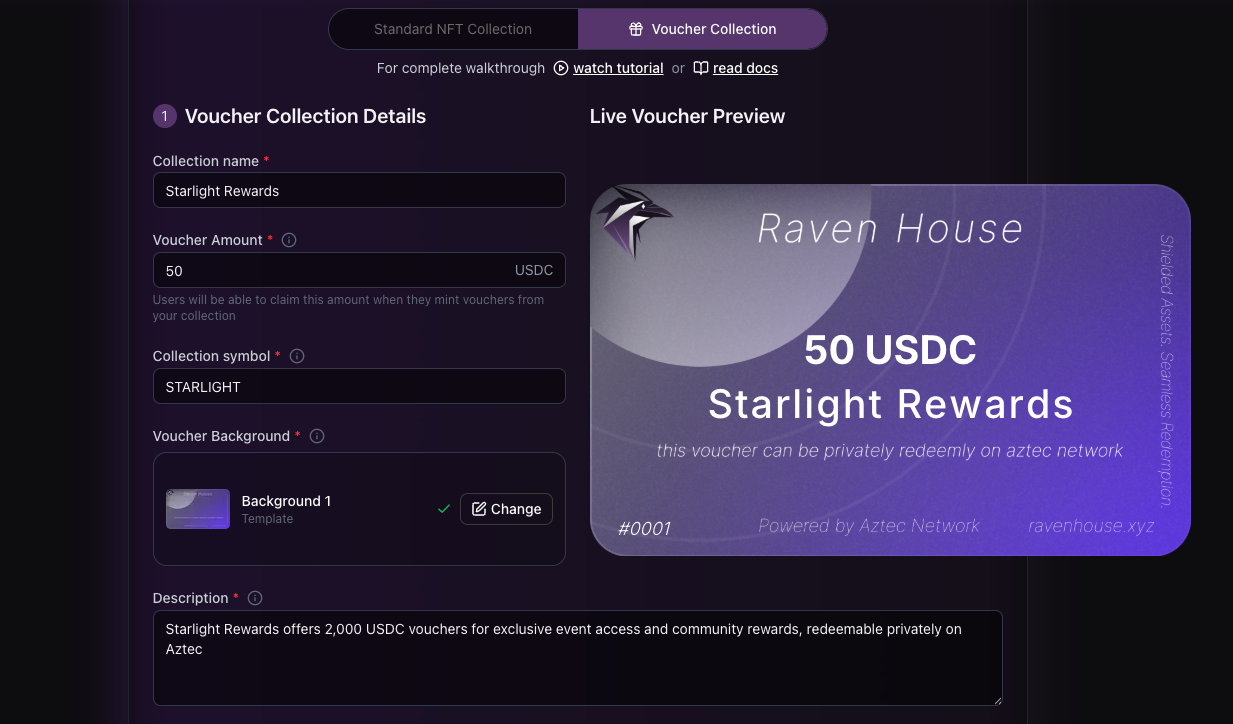 Standard NFT Collection
Voucher Collection
For complete walkthrough watch tutorial or read docs
1 Voucher Collection Details
Collection name *
Starlight Rewards
Voucher Amount *
50 USDC
Users will be able to claim this amount when they mint vouchers from
your collection
Collection symbol *
STARLIGHT
Voucher Background *
Background 1
Template
Change
Live Voucher Preview
Raven House
50 USDC
Starlight Rewards
this voucher can be privately redeemly on aztec network
#0001
Powered by Aztec Network
ravenhouse.xyz
Shielded Assets. Seamless Redemption.
Description *
Starlight Rewards offers 2,000 USDC vouchers for exclusive event access and community rewards, redeemable privately on
Aztec